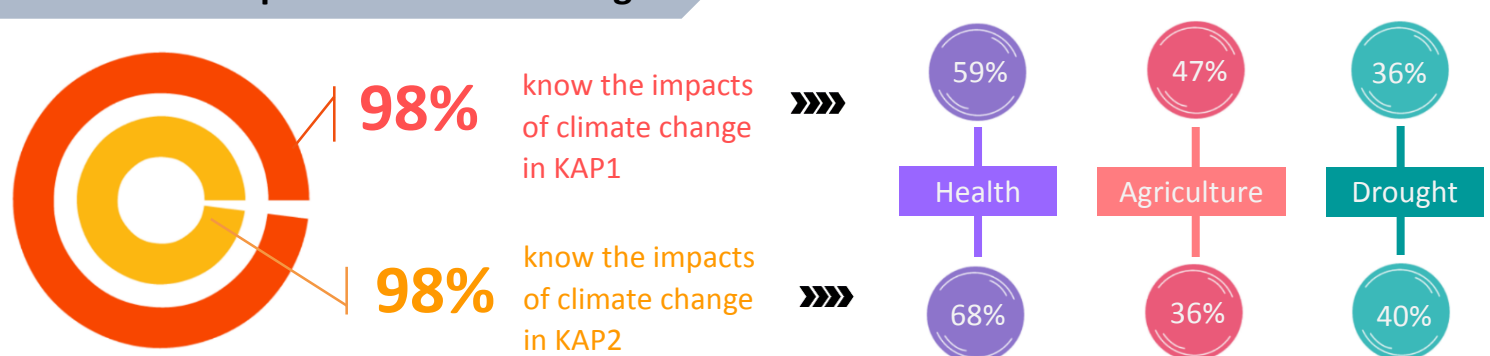 98%
know the impacts
of climate change
in KAP1
59%
47%
36%
Health
Agriculture
Drought
98%
know the impacts
of climate change
in KAP2
68%
36%
40%